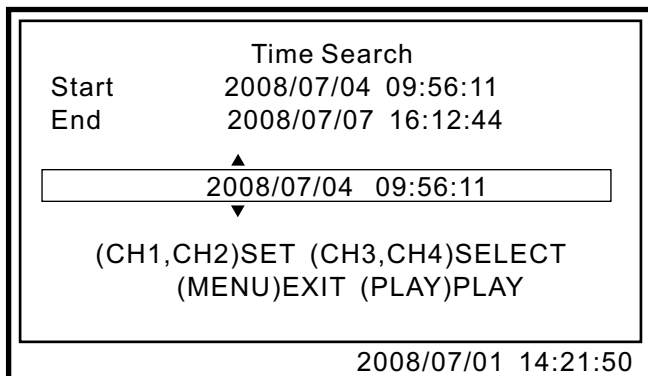 Time Search
Start 2008/07/04 09:56:11
End 2008/07/07 16:12:44
2008/07/04 09:56:11
(CH1,CH2)SET (CH3,CH4)SELECT
(MENU)EXIT (PLAY)PLAY
2008/07/01 14:21:50